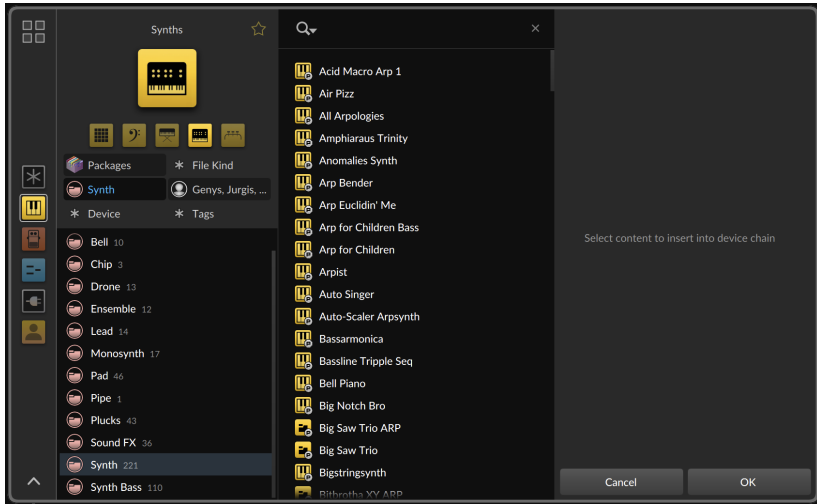 Synths
Packages
File Kind
Synth
Genys, Jurgis, ...
Device
Tags
Bell 10
Chip 3
Drone 13
Ensemble 12
Lead 14
Monosynth 17
Pad 46
Pipe 1
Plucks 43
Sound FX 36
Synth 221
Synth Bass 110
Acid Macro Arp 1
Air Pizz
All Arpologies
Amphiaraus Trinity
Anomalies Synth
Arp Bender
Arp Euclidin' Me
Arp for Children Bass
Arp for Children
Arpist
Auto Singer
Auto-Scaler Arpsynth
Bassarmonica
Bassline Tripple Seq
Bell Piano
Big Notch Bro
Big Saw Trio ARP
Big Saw Trio
Bigstringsynth
Bithrotha XY ARP
Select content to insert into device chain
Cancel
OK